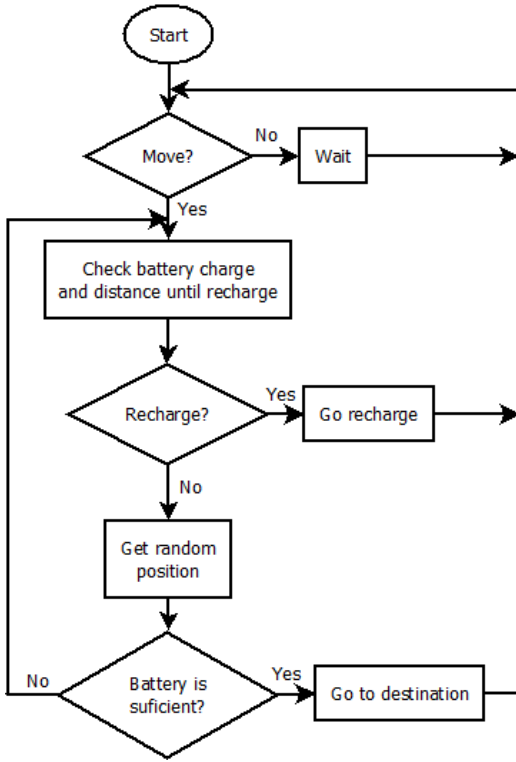 Start
Move?
No
Wait
Yes
Check battery charge
and distance until recharge
Recharge?
Yes
Go recharge
No
Get random
position
Battery is
suficient?
No
Yes
Go to destination